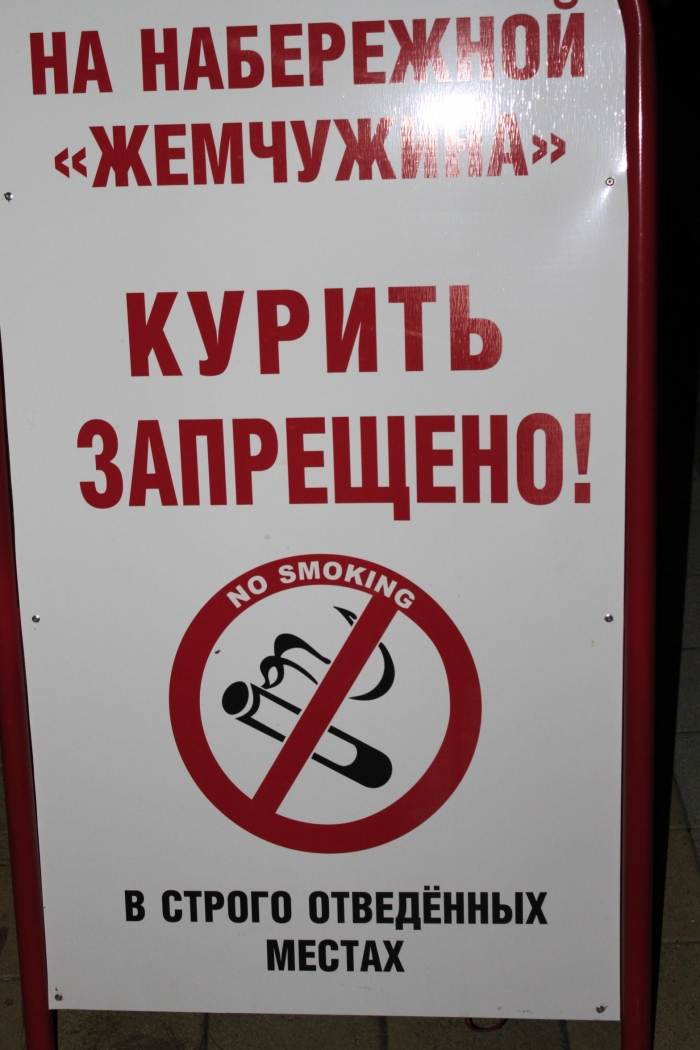 НА НАБЕРЕЖНОЙ
«ЖЕМЧУЖИНА»
КУРИТЬ
ЗАПРЕЩЕНО!
NO SMOKING
В СТРОГО ОТВЕДЁННЫХ
МЕСТАХ